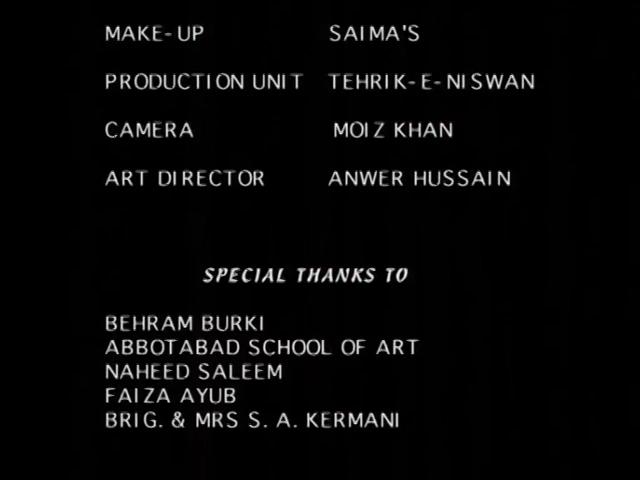 MAKE-UP SAIMA'S
PRODUCTION UNIT TEHRIK-E-NISWAN
CAMERA MOIZ KHAN
ART DIRECTOR ANWER HUSSAIN
SPECIAL THANKS TO
BEHRAM BURKI
ABBOTABAD SCHOOL OF ART
NAHEED SALEEM
FAIZA AYUB
BRIG. & MRS S. A. KERMANI